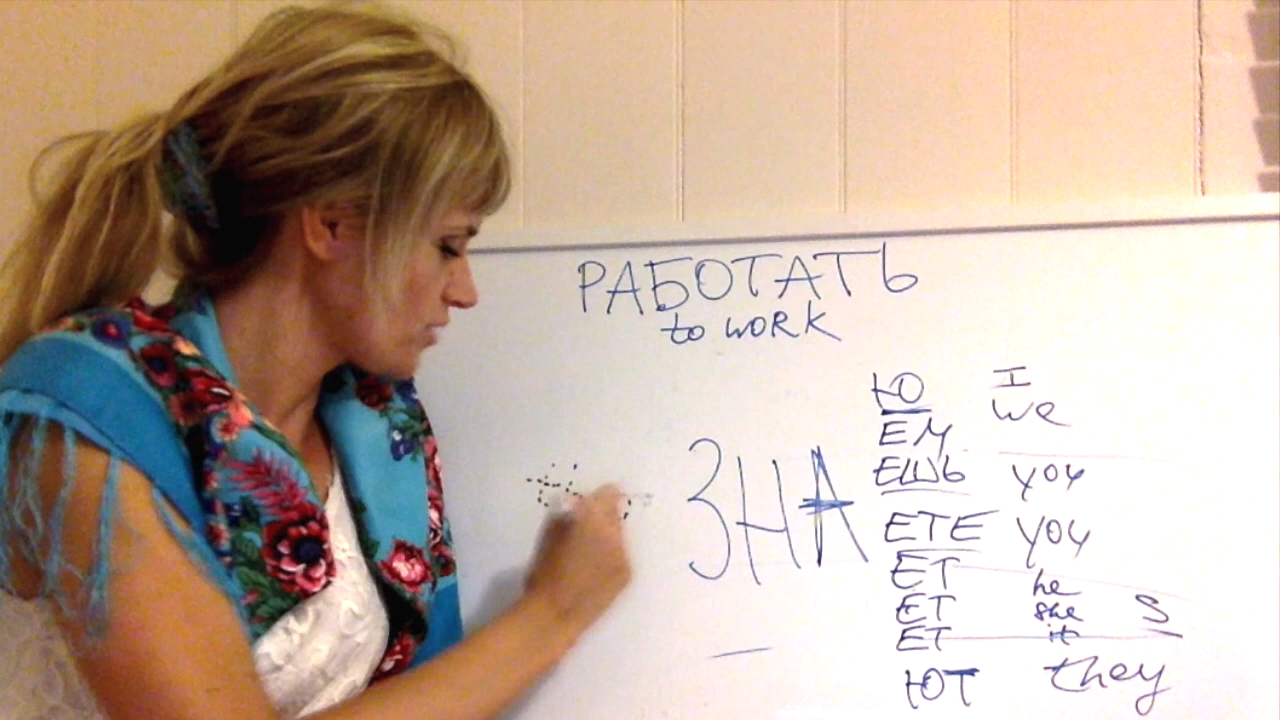 РАБОТАТЬ
to work
Ю I
ЕМ we
ЕШЬ you
ЗНА
ЕТЕ you
ЕТ he
ЕТ she S
ЕТ it
ЮТ they